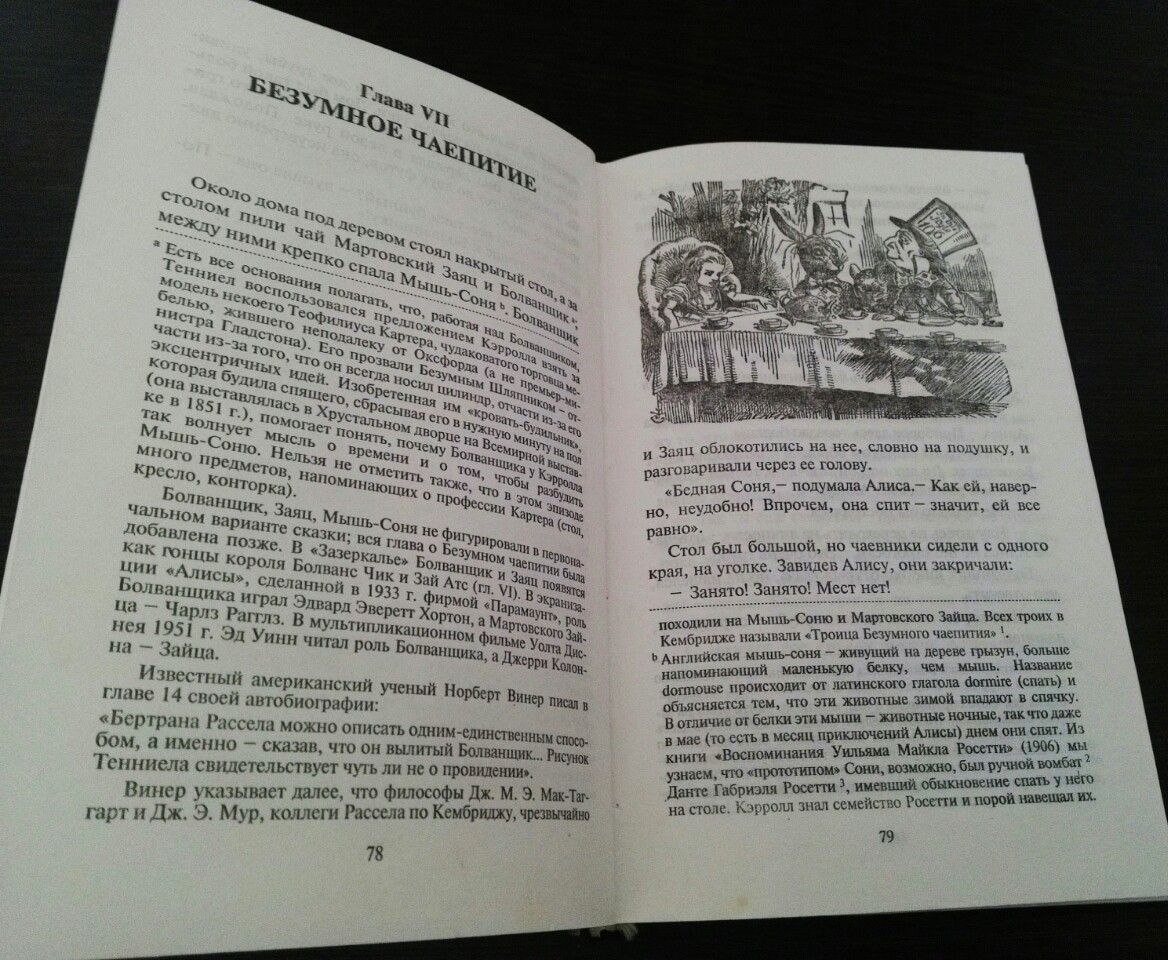 Глава VII
БЕЗУМНОЕ ЧАЕПИТИЕ
Около дома под деревом стоял накрытый стол, а за
столом пили чай Мартовский Заяц и Болванщик ª,
между ними крепко спала Мышь-Соня ᵇ. Болванщик
ª Есть все основания полагать, что, работая над Болванщиком,
Тенниел воспользовался предложением Кэрролла взять за
модель некоего Теофилиуса Картера, чудаковатого торговца ме-
белью, жившего неподалеку от Оксфорда (а не премьер-ми-
нистра Гладстона). Его прозвали Безумным Шляпником – от-
части из-за того, что он всегда носил цилиндр, отчасти из-за его
эксцентричных идей. Изобретенная им «кровать-будильник»,
которая будила спящего, сбрасывая его в нужную минуту на пол
(она выставлялась в Хрустальном дворце на Всемирной выстав-
ке в 1851 г.), помогает понять, почему Болванщика у Кэрролла
так волнует мысль о времени и о том, чтобы разбудить
Мышь-Соню. Нельзя не отметить также, что в этом эпизоде
много предметов, напоминающих о профессии Картера (стол,
кресло, конторка).
Болванщик, Заяц, Мышь-Соня не фигурировали в первона-
чальном варианте сказки; вся глава о Безумном чаепитии была
добавлена позже. В «Зазеркалье» Болванщик и Заяц появятся
как гонцы короля Болванс Чик и Зай Атс (гл. VI). В экраниза-
ции «Алисы», сделанной в 1933 г. фирмой «Парамаунт», роль
Болванщика играл Эдвард Эверетт Хортон, а Мартовского Зай-
ца – Чарлз Рагглз. В мультипликационном фильме Уолта Дис-
нея 1951 г. Эд Уинн читал роль Болванщика, а Джерри Колон-
на – Зайца.
Известный американский ученый Норберт Винер писал в
главе 14 своей автобиографии:
«Бертрана Рассела можно описать одним-единственным спосо-
бом, а именно – сказав, что он вылитый Болванщик... Рисунок
Тенниела свидетельствует чуть ли не о провидении».
Винер указывает далее, что философы Дж. М. Э. Мак-Таг-
гарт и Дж. Э. Мур, коллеги Рассела по Кембриджу, чрезвычайно
78
и Заяц облокотились на нее, словно на подушку, и
разговаривали через ее голову.
«Бедная Соня,– подумала Алиса.– Как ей, навер-
но, неудобно! Впрочем, она спит – значит, ей все
равно».
Стол был большой, но чаевники сидели с одного
края, на уголке. Завидев Алису, они закричали:
– Занято! Занято! Мест нет!
походили на Мышь-Соню и Мартовского Зайца. Всех троих в
Кембридже называли «Троица Безумного чаепития» ¹.
ᵇ Английская мышь-соня – живущий на дереве грызун, больше
напоминающий маленькую белку, чем мышь. Название
dormouse происходит от латинского глагола dormire (спать) и
объясняется тем, что эти животные зимой впадают в спячку.
В отличие от белки эти мыши – животные ночные, так что даже
в мае (то есть в месяц приключений Алисы) днем они спят. Из
книги «Воспоминания Уильяма Майкла Росетти» (1906) мы
узнаем, что «прототипом» Сони, возможно, был ручной вомбат ²
Данте Габриэля Росетти ³, имевший обыкновение спать у него
на столе. Кэрролл знал семейство Росетти и порой навещал их.
79